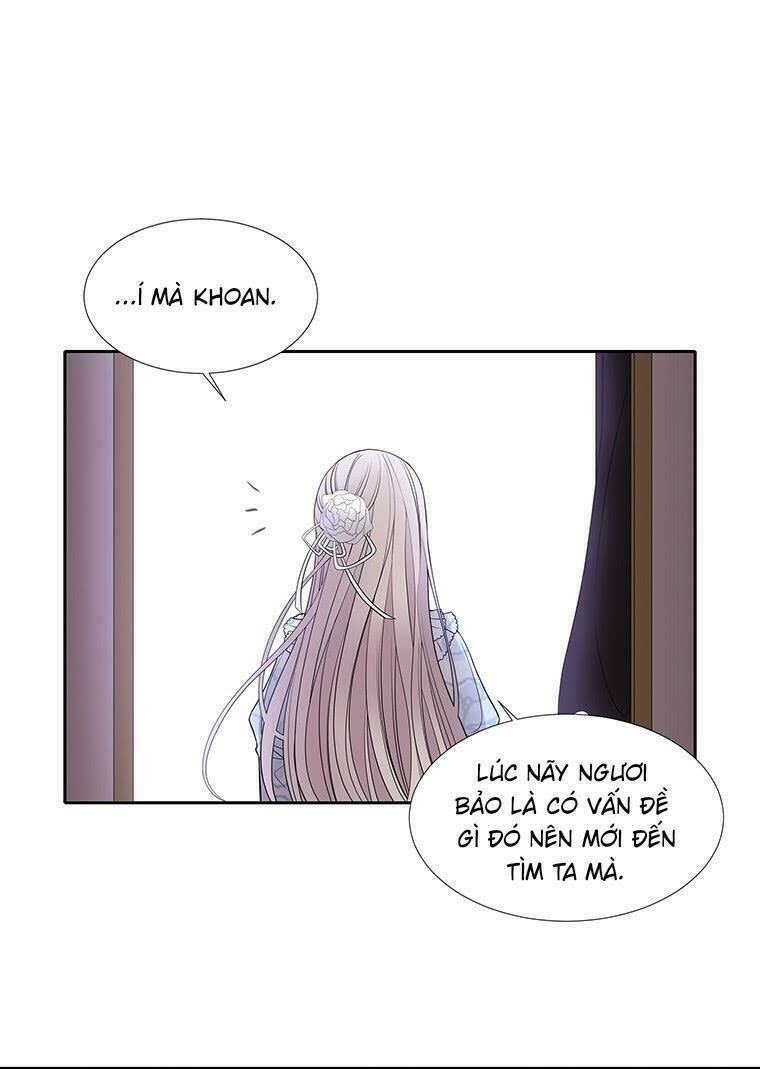 ...Í MÀ KHOAN.
LÚC NÃY NGƯƠI
BẢO LÀ CÓ VẤN ĐỀ
GÌ ĐÓ NÊN MỚI ĐẾN
TÌM TA MÀ.